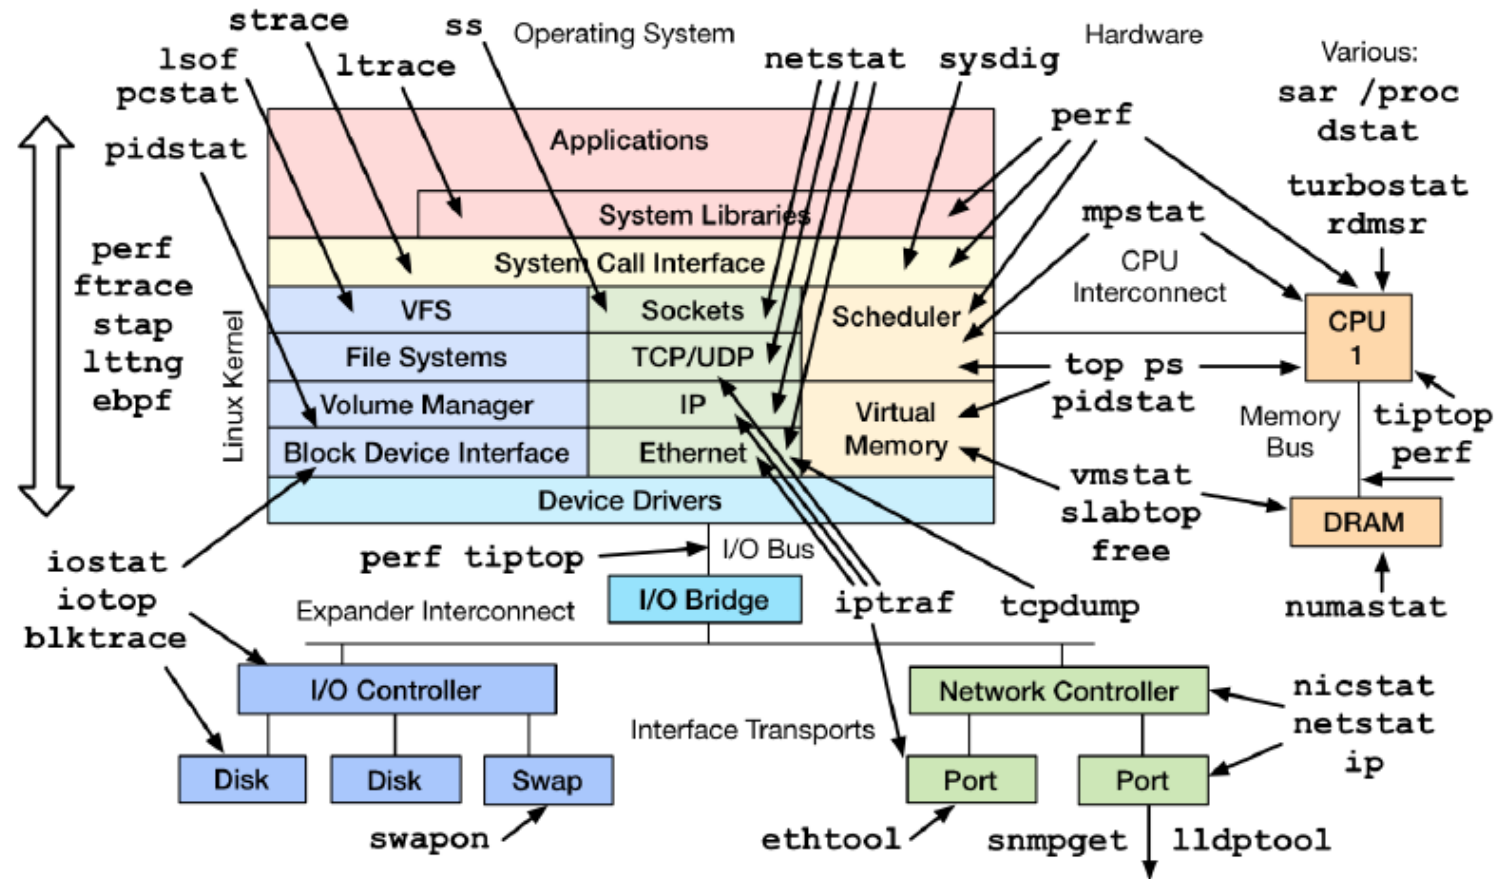 strace
ss
Operating System
Hardware
Various:
lsof
pcstat
ltrace
netstat
sysdig
sar /proc
dstat
perf
pidstat
Applications
turbostat
rdmsr
System Libraries
mpstat
perf
ftrace
stap
lttng
ebpf
System Call Interface
CPU
Interconnect
Linux Kernel
VFS
Sockets
Scheduler
CPU
1
File Systems
TCP/UDP
top ps
pidstat
Volume Manager
IP
Virtual
Memory
Memory
Bus
tiptop
perf
Block Device Interface
Ethernet
vmstat
slabtop
free
Device Drivers
DRAM
iostat
iotop
blktrace
perf tiptop
I/O Bus
I/O Bridge
Expander Interconnect
iptraf
tcpdump
numastat
I/O Controller
Network Controller
nicstat
netstat
ip
Interface Transports
Disk
Disk
Swap
Port
Port
swapon
ethtool
snmpget
lldptool